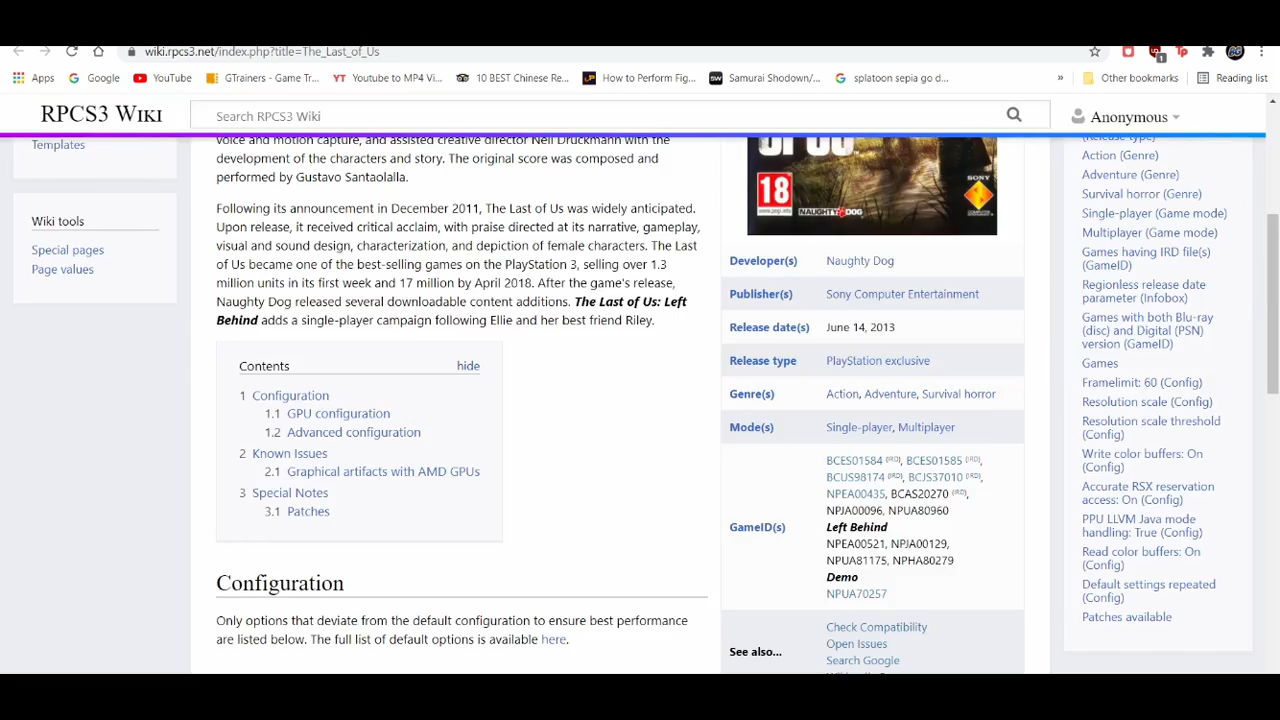 wiki.rpcs3.net/index.php?title=The_Last_of_Us
Apps
Google
YouTube
GTrainers - Game Tr...
Youtube to MP4 Vi...
10 BEST Chinese Re...
How to Perform Fig...
Samurai Shodown/...
splatoon sepia go d...
»
Other bookmarks
Reading list
RPCS3 Wiki
Search RPCS3 Wiki
Anonymous
Templates
Wiki tools
Special pages
Page values
voice and motion capture, and assisted creative director Neil Druckmann with the
development of the characters and story. The original score was composed and
performed by Gustavo Santaolalla.
Following its announcement in December 2011, The Last of Us was widely anticipated.
Upon release, it received critical acclaim, with praise directed at its narrative, gameplay,
visual and sound design, characterization, and depiction of female characters. The Last
of Us became one of the best-selling games on the PlayStation 3, selling over 1.3
million units in its first week and 17 million by April 2018. After the game's release,
Naughty Dog released several downloadable content additions. The Last of Us: Left
Behind adds a single-player campaign following Ellie and her best friend Riley.
Contents hide
1 Configuration
1.1 GPU configuration
1.2 Advanced configuration
2 Known Issues
2.1 Graphical artifacts with AMD GPUs
3 Special Notes
3.1 Patches
Configuration
Only options that deviate from the default configuration to ensure best performance
are listed below. The full list of default options is available here.
OF US
18
www.pegi.info
NAUGHTY DOG
SONY
Developer(s) Naughty Dog
Publisher(s) Sony Computer Entertainment
Release date(s) June 14, 2013
Release type PlayStation exclusive
Genre(s) Action, Adventure, Survival horror
Mode(s) Single-player, Multiplayer
GameID(s)
BCES01584 (IRD), BCES01585 (IRD),
BCUS98174 (IRD), BCJS37010 (IRD),
NPEA00435, BCAS20270 (IRD),
NPJA00096, NPUA80960
Left Behind
NPEA00521, NPJA00129,
NPUA81175, NPHA80279
Demo
NPUA70257
See also...
Check Compatibility
Open Issues
Search Google
(Release type)
Action (Genre)
Adventure (Genre)
Survival horror (Genre)
Single-player (Game mode)
Multiplayer (Game mode)
Games having IRD file(s)
(GameID)
Regionless release date
parameter (Infobox)
Games with both Blu-ray
(disc) and Digital (PSN)
version (GameID)
Games
Framelimit: 60 (Config)
Resolution scale (Config)
Resolution scale threshold
(Config)
Write color buffers: On
(Config)
Accurate RSX reservation
access: On (Config)
PPU LLVM Java mode
handling: True (Config)
Read color buffers: On
(Config)
Default settings repeated
(Config)
Patches available